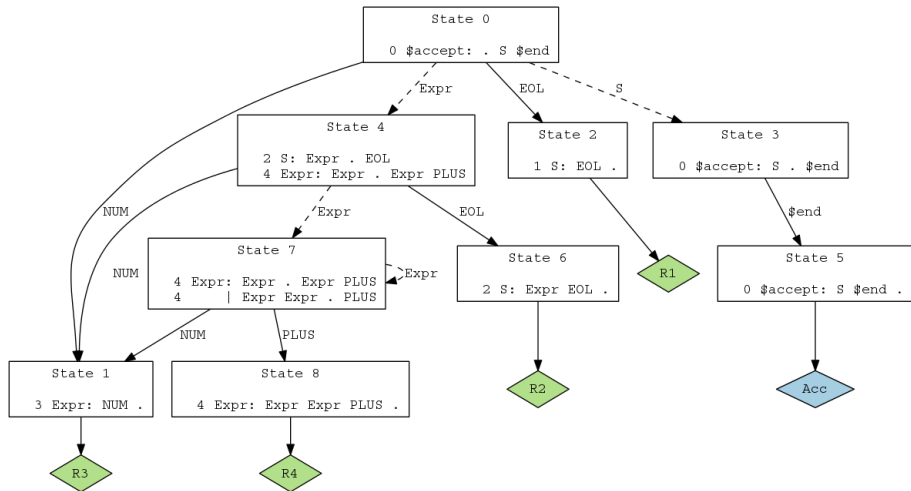 State 0
0 $accept: . S $end
Expr
EOL
S
State 4
2 S: Expr . EOL
4 Expr: Expr . Expr PLUS
State 2
1 S: EOL .
State 3
0 $accept: S . $end
NUM
Expr
EOL
$end
NUM
State 7
4 Expr: Expr . Expr PLUS
4 | Expr Expr . PLUS
Expr
State 6
2 S: Expr EOL .
R1
State 5
0 $accept: S $end .
NUM
PLUS
State 1
3 Expr: NUM .
State 8
4 Expr: Expr Expr PLUS .
R2
Acc
R3
R4